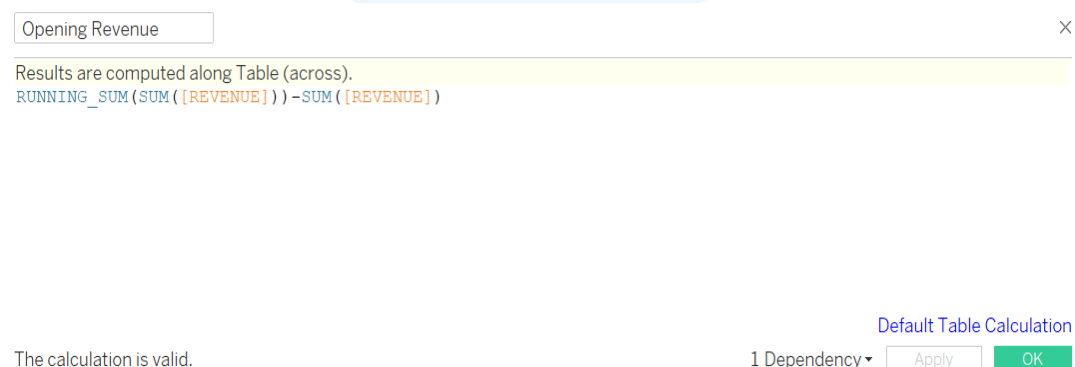 Opening Revenue
Results are computed along Table (across).
RUNNING_SUM(SUM([REVENUE]))-SUM([REVENUE])
Default Table Calculation
The calculation is valid.
1 Dependency
Apply
OK